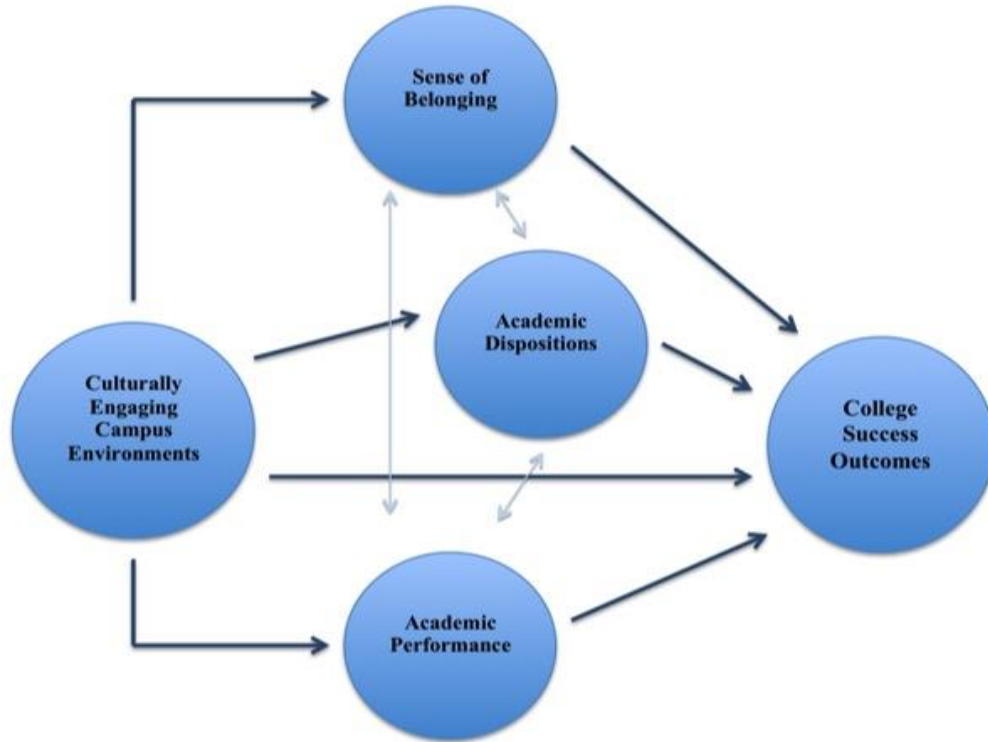 Sense of
Belonging
Academic
Dispositions
Culturally
Engaging
Campus
Environments
College
Success
Outcomes
Academic
Performance